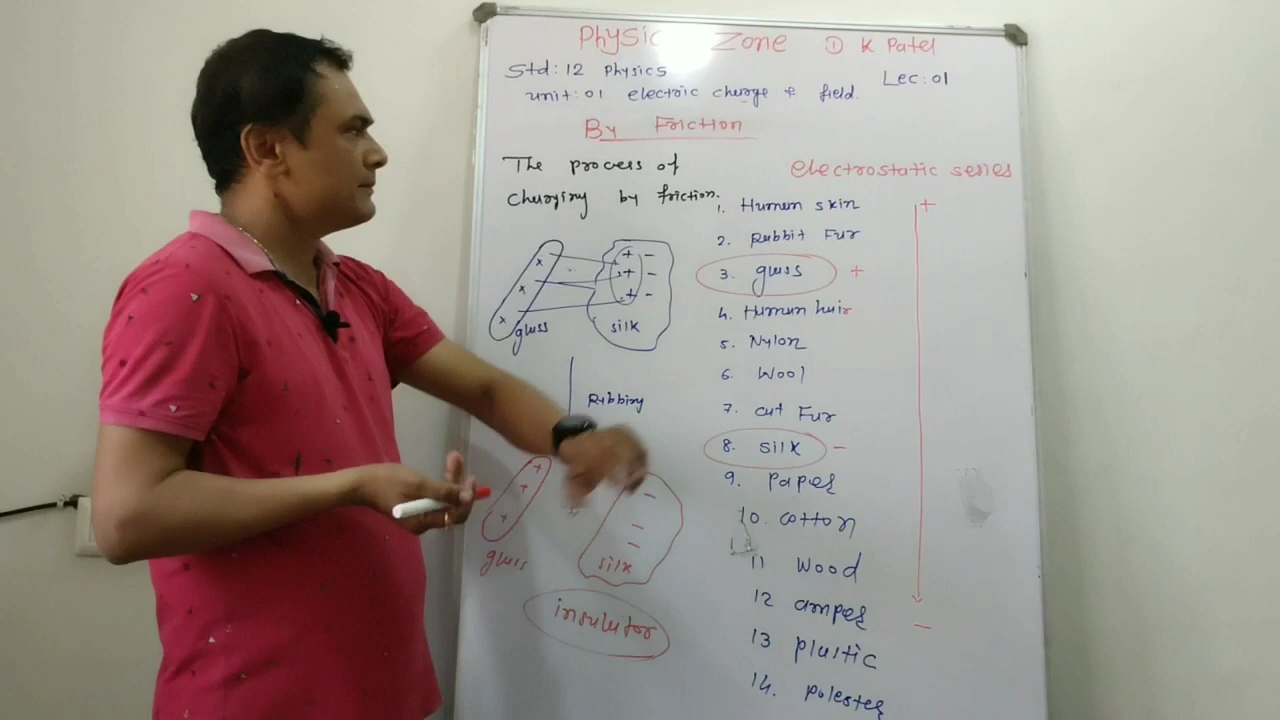 Physics Zone D K Patel
Std: 12 Physics
Lec: 01
unit: 01 electric charge & field.
By Friction
The process of
charging by friction.
electrostatic series
1. Human skin
2. Rubbit Fur
3. glass +
4. Human hair
5. Nylon
6. Wool
7. cat Fur
8. silk -
9. Paper
10. cotton
11 Wood
12 amper
13 plastic
14. polester
+
-
+ -
+ -
+ -
glass
silk
Rubbing
+
+
+
-
-
-
glass
silk
insulator